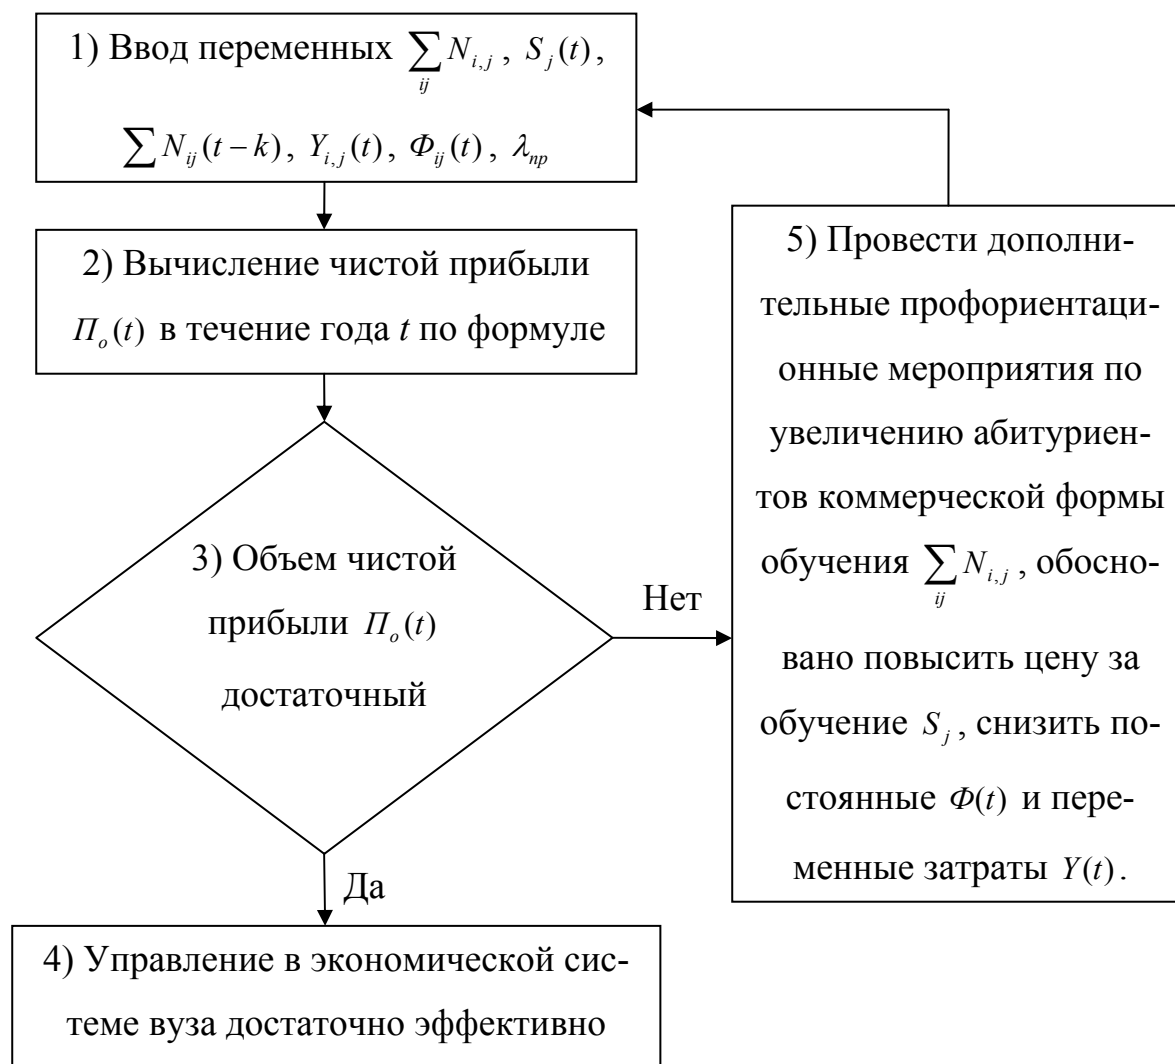 1) Ввод переменных ∑ N_{i,j}, S_j(t),
ij
∑ N_{ij}(t − k), Y_{i,j}(t), Φ_{ij}(t), λ_{пр}
2) Вычисление чистой прибыли
П_о(t) в течение года t по формуле
3) Объем чистой
прибыли П_о(t)
достаточный
Нет
Да
4) Управление в экономической сис-
теме вуза достаточно эффективно
5) Провести дополни-
тельные профориентаци-
онные мероприятия по
увеличению абитуриен-
тов коммерческой формы
обучения ∑ N_{i,j}, обосно-
ij
вано повысить цену за
обучение S_j, снизить по-
стоянные Φ(t) и пере-
менные затраты Y(t).